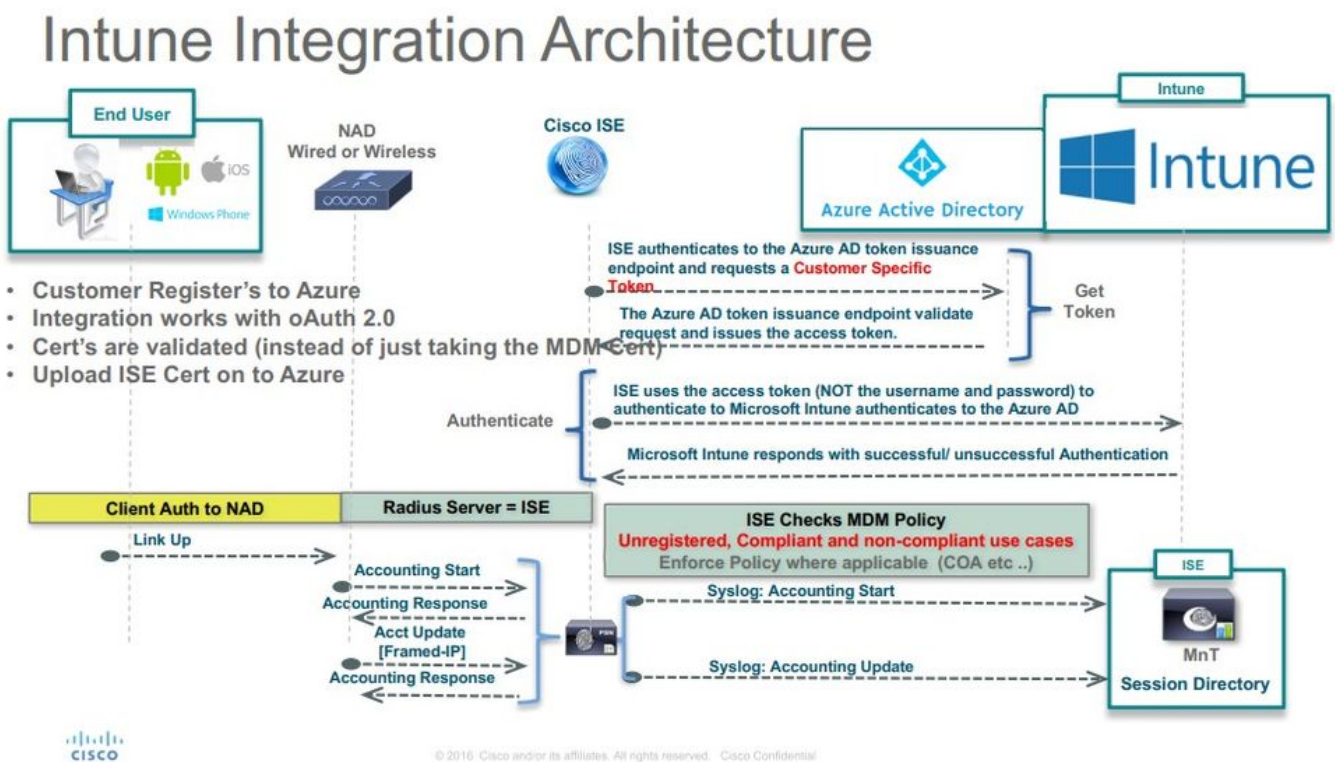 Intune Integration Architecture
End User
iOS
Windows Phone
NAD
Wired or Wireless
Cisco ISE
Azure Active Directory
Intune
Intune
• Customer Register's to Azure
• Integration works with oAuth 2.0
• Cert's are validated (instead of just taking the MDM Cert)
• Upload ISE Cert on to Azure
ISE authenticates to the Azure AD token issuance
endpoint and requests a Customer Specific
Token
The Azure AD token issuance endpoint validate
request and issues the access token.
Get
Token
Authenticate
ISE uses the access token (NOT the username and password) to
authenticate to Microsoft Intune authenticates to the Azure AD
Microsoft Intune responds with successful/ unsuccessful Authentication
Client Auth to NAD
Radius Server = ISE
ISE Checks MDM Policy
Unregistered, Compliant and non-compliant use cases
Enforce Policy where applicable (COA etc ..)
Link Up
Accounting Start
Accounting Response
Acct Update
[Framed-IP]
Accounting Response
PSN
Syslog: Accounting Start
Syslog: Accounting Update
ISE
MnT
Session Directory
CISCO
© 2016 Cisco and/or its affiliates. All rights reserved. Cisco Confidential